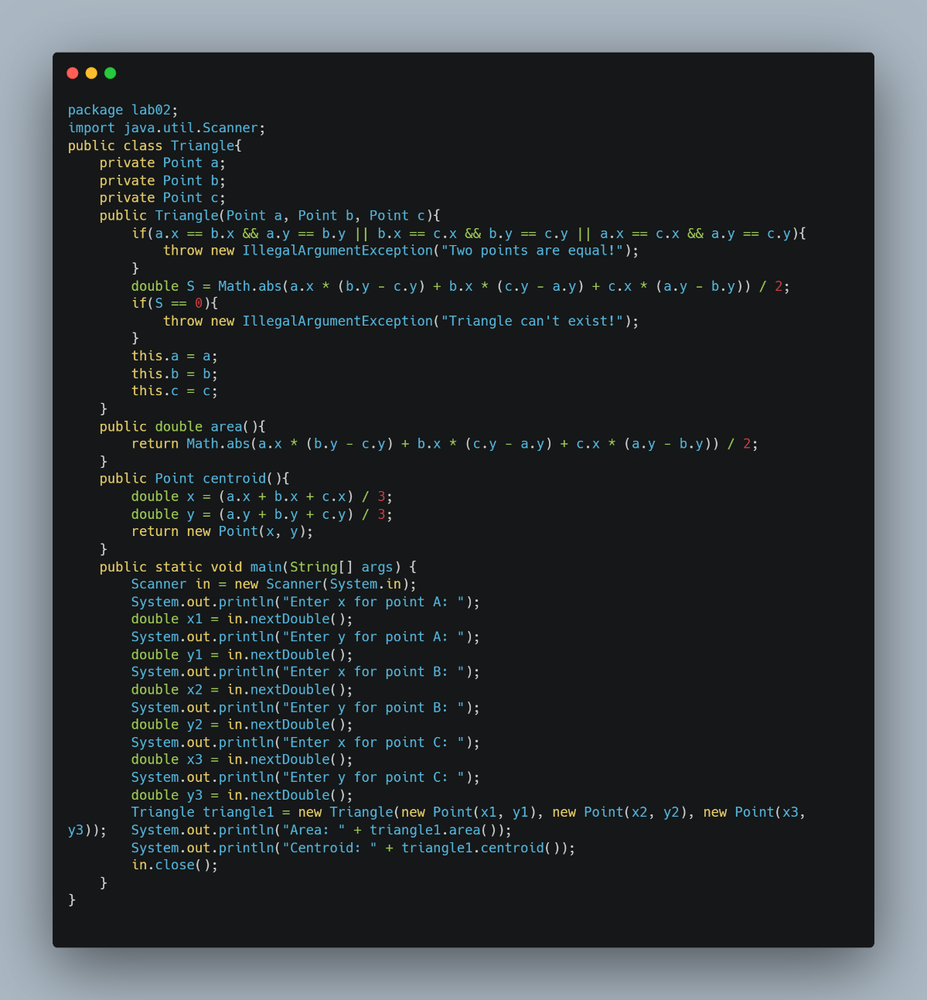 package lab02;
import java.util.Scanner;
public class Triangle{
    private Point a;
    private Point b;
    private Point c;
    public Triangle(Point a, Point b, Point c){
        if(a.x == b.x && a.y == b.y || b.x == c.x && b.y == c.y || a.x == c.x && a.y == c.y){
            throw new IllegalArgumentException("Two points are equal!");
        }
        double S = Math.abs(a.x * (b.y - c.y) + b.x * (c.y - a.y) + c.x * (a.y - b.y)) / 2;
        if(S == 0){
            throw new IllegalArgumentException("Triangle can't exist!");
        }
        this.a = a;
        this.b = b;
        this.c = c;
    }
    public double area(){
        return Math.abs(a.x * (b.y - c.y) + b.x * (c.y - a.y) + c.x * (a.y - b.y)) / 2;
    }
    public Point centroid(){
        double x = (a.x + b.x + c.x) / 3;
        double y = (a.y + b.y + c.y) / 3;
        return new Point(x, y);
    }
    public static void main(String[] args) {
        Scanner in = new Scanner(System.in);
        System.out.println("Enter x for point A: ");
        double x1 = in.nextDouble();
        System.out.println("Enter y for point A: ");
        double y1 = in.nextDouble();
        System.out.println("Enter x for point B: ");
        double x2 = in.nextDouble();
        System.out.println("Enter y for point B: ");
        double y2 = in.nextDouble();
        System.out.println("Enter x for point C: ");
        double x3 = in.nextDouble();
        System.out.println("Enter y for point C: ");
        double y3 = in.nextDouble();
        Triangle triangle1 = new Triangle(new Point(x1, y1), new Point(x2, y2), new Point(x3,
y3));   System.out.println("Area: " + triangle1.area());
        System.out.println("Centroid: " + triangle1.centroid());
        in.close();
    }
}